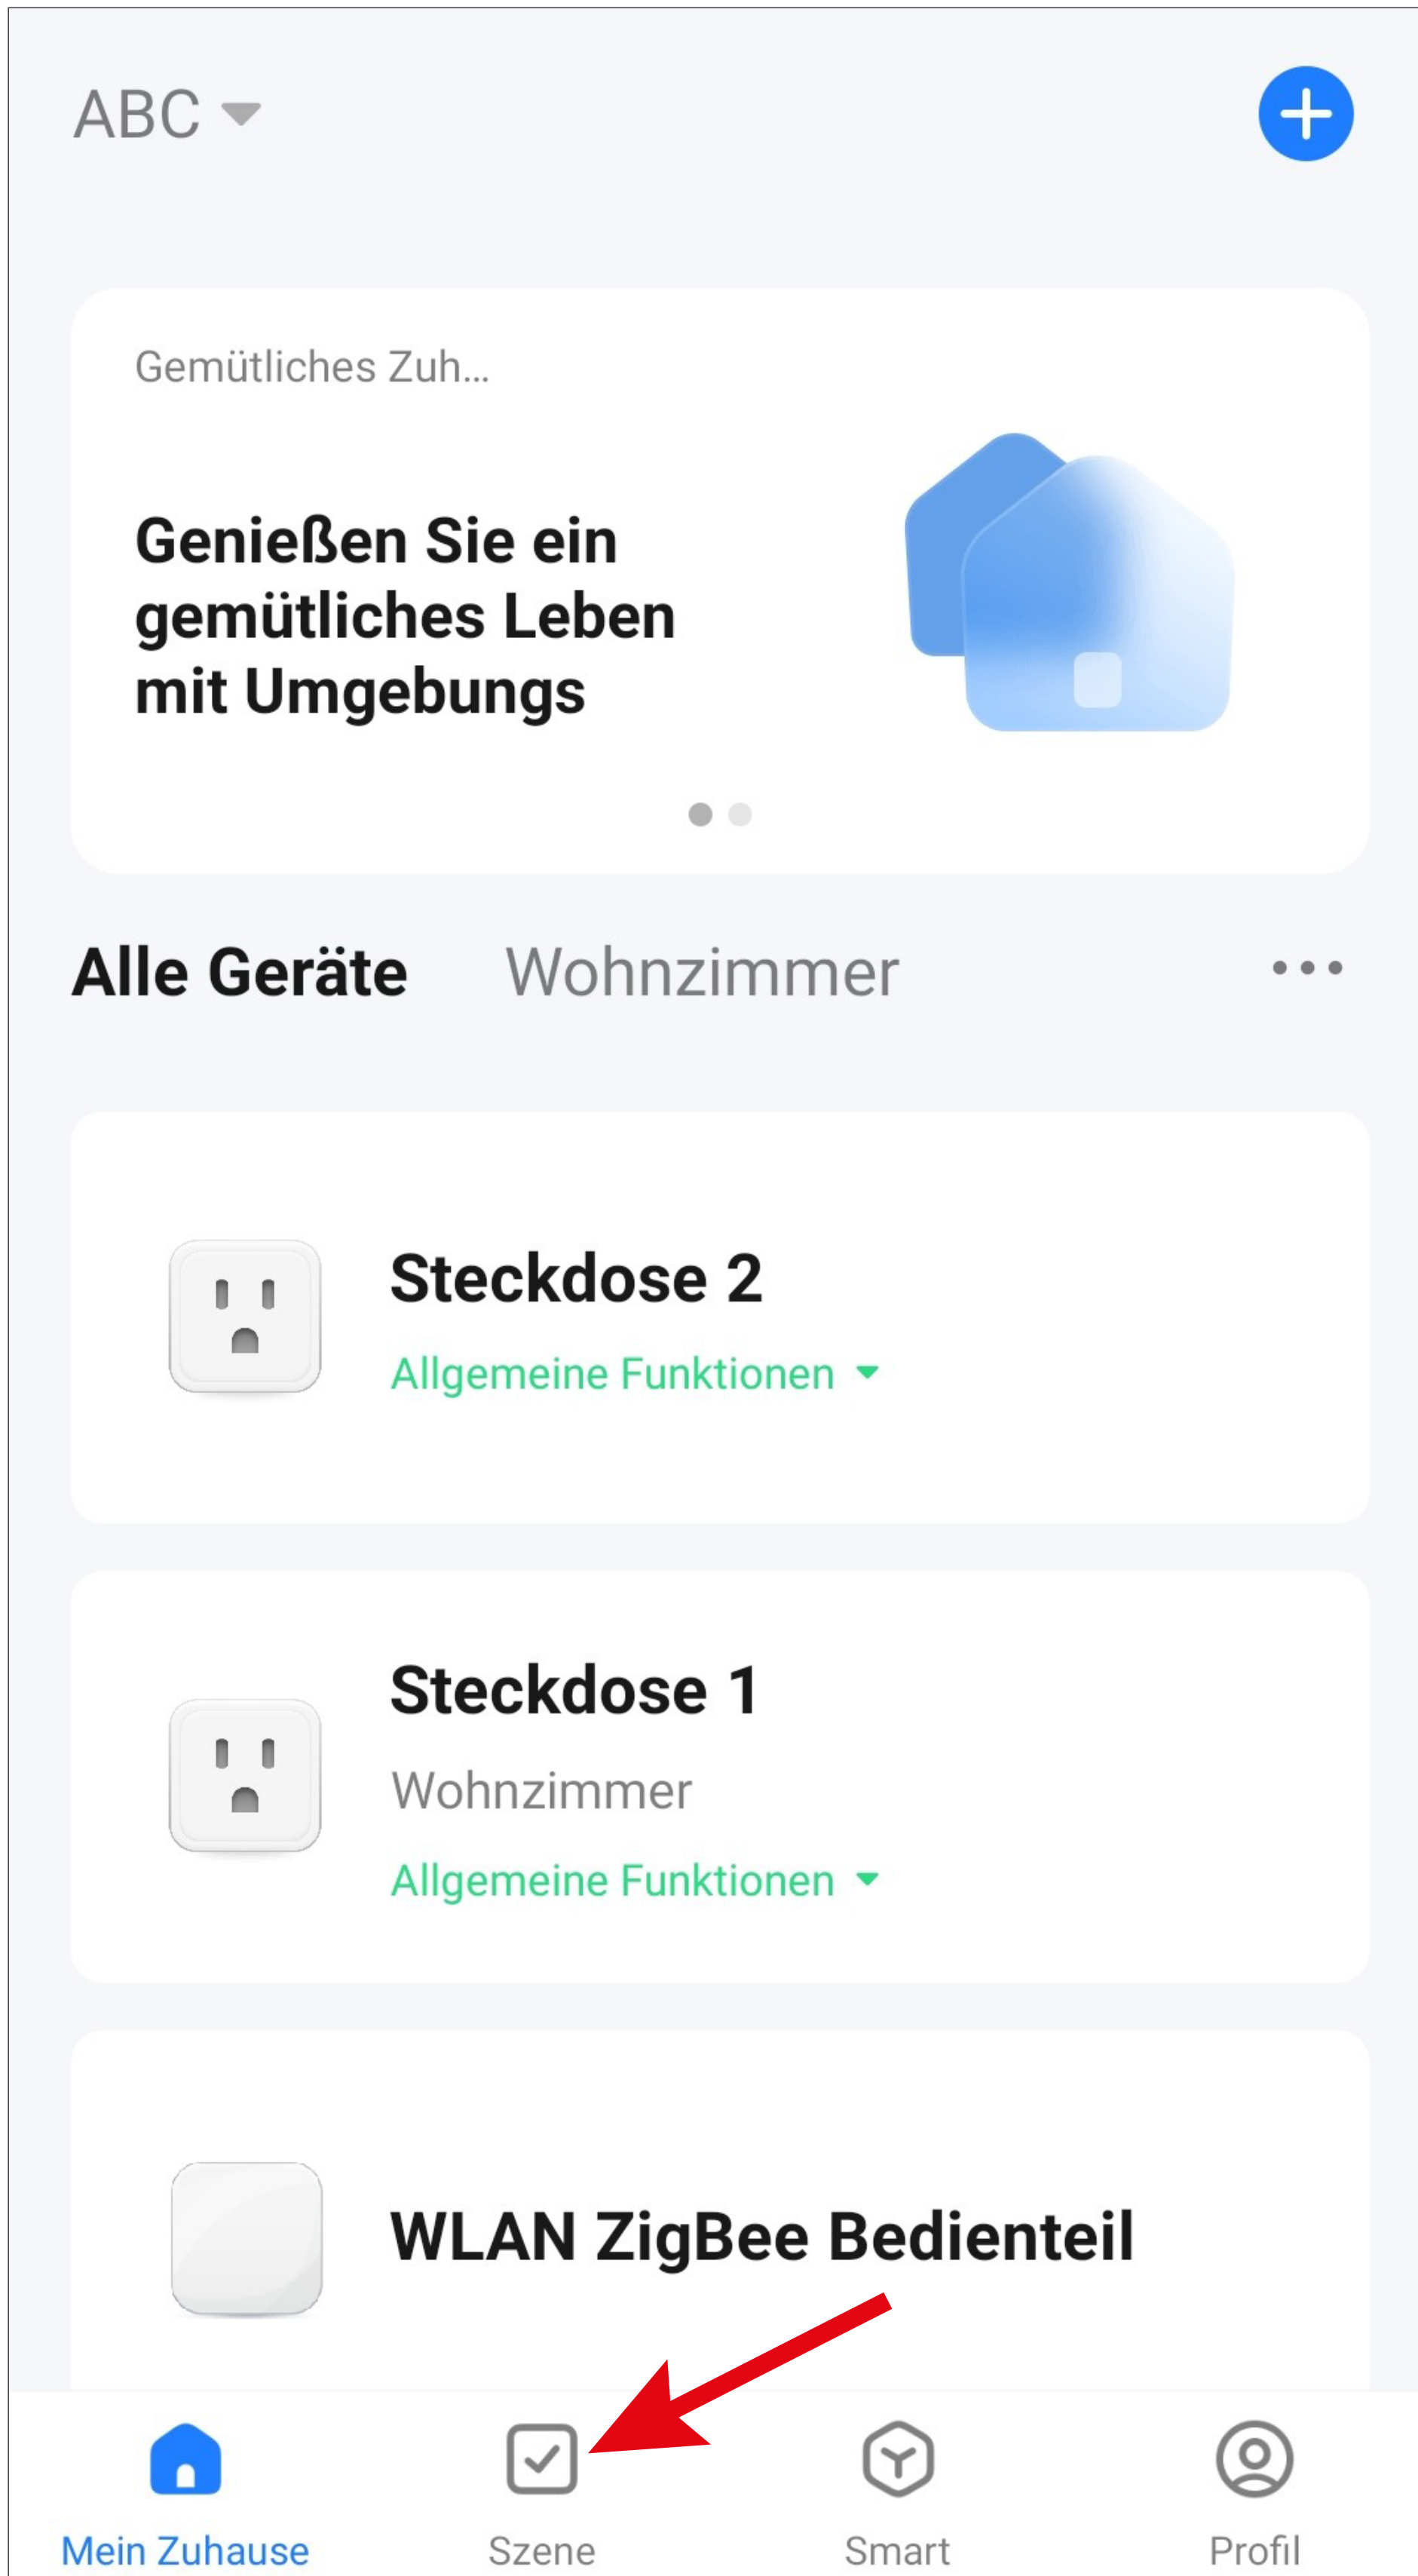 ABC
Gemütliches Zuh...
Genießen Sie ein
gemütliches Leben
mit Umgebungs
Alle Geräte Wohnzimmer
Steckdose 2
Allgemeine Funktionen
Steckdose 1
Wohnzimmer
Allgemeine Funktionen
WLAN ZigBee Bedienteil
Mein Zuhause Szene Smart Profil